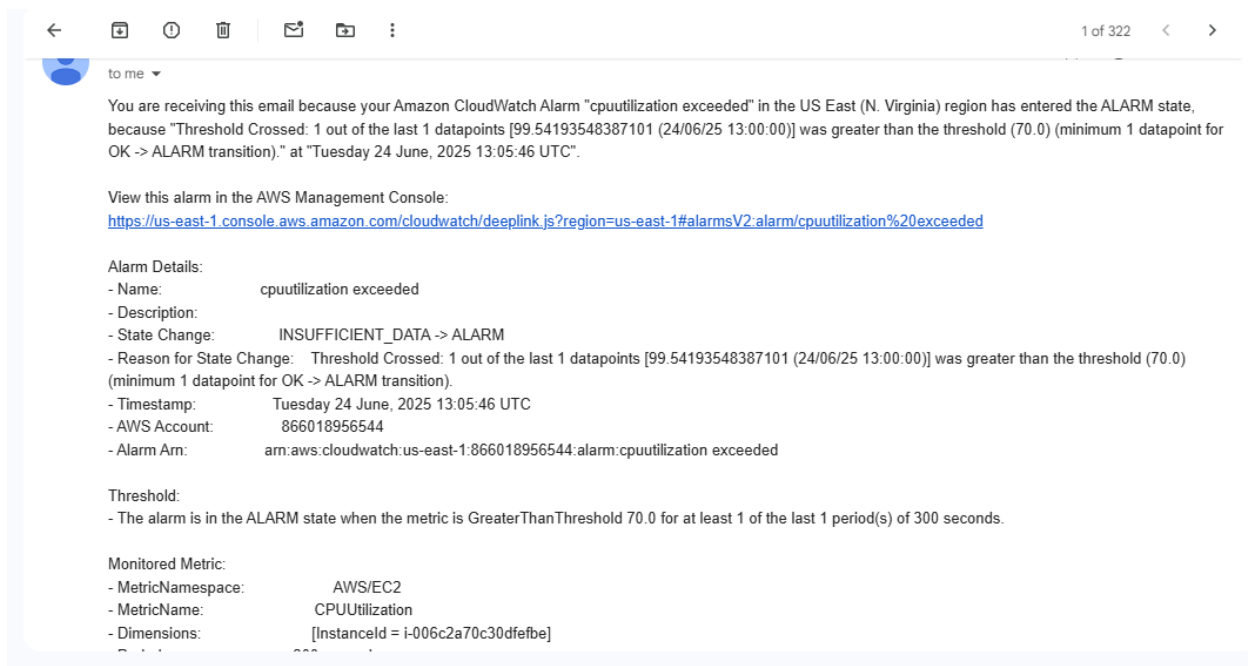 1 of 322
to me
You are receiving this email because your Amazon CloudWatch Alarm "cpuutilization exceeded" in the US East (N. Virginia) region has entered the ALARM state,
because "Threshold Crossed: 1 out of the last 1 datapoints [99.54193548387101 (24/06/25 13:00:00)] was greater than the threshold (70.0) (minimum 1 datapoint for
OK -> ALARM transition)." at "Tuesday 24 June, 2025 13:05:46 UTC".
View this alarm in the AWS Management Console:
https://us-east-1.console.aws.amazon.com/cloudwatch/deeplink.js?region=us-east-1#alarmsV2:alarm/cpuutilization%20exceeded
Alarm Details:
- Name: cpuutilization exceeded
- Description:
- State Change: INSUFFICIENT_DATA -> ALARM
- Reason for State Change: Threshold Crossed: 1 out of the last 1 datapoints [99.54193548387101 (24/06/25 13:00:00)] was greater than the threshold (70.0)
(minimum 1 datapoint for OK -> ALARM transition).
- Timestamp: Tuesday 24 June, 2025 13:05:46 UTC
- AWS Account: 866018956544
- Alarm Arn: arn:aws:cloudwatch:us-east-1:866018956544:alarm:cpuutilization exceeded
Threshold:
- The alarm is in the ALARM state when the metric is GreaterThanThreshold 70.0 for at least 1 of the last 1 period(s) of 300 seconds.
Monitored Metric:
- MetricNamespace: AWS/EC2
- MetricName: CPUUtilization
- Dimensions: [InstanceId = i-006c2a70c30dfefbe]